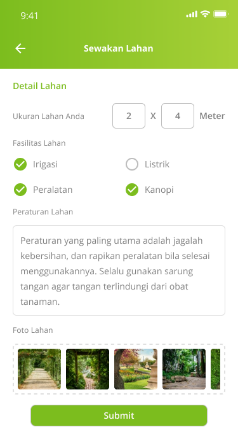 9:41
Sewakan Lahan
Detail Lahan
Ukuran Lahan Anda 2 X 4 Meter
Fasilitas Lahan
Irigasi Listrik
Peralatan Kanopi
Peraturan Lahan
Peraturan yang paling utama adalah jagalah
kebersihan, dan rapikan peralatan bila selesai
menggunakannya. Selalu gunakan sarung
tangan agar tangan terlindungi dari obat
tanaman.
Foto Lahan
Submit